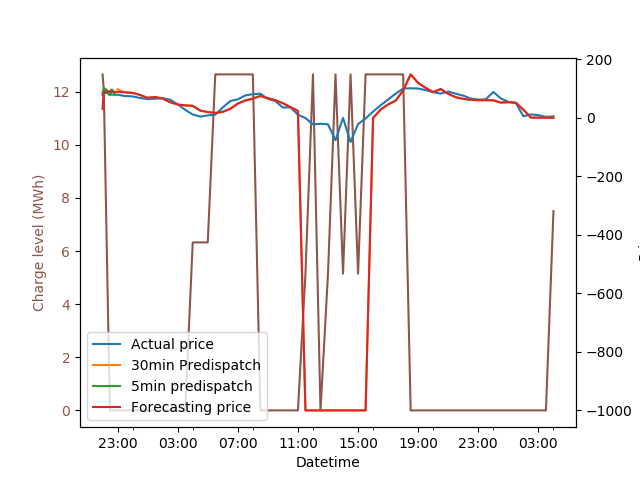 200
12
0
10
−200
Charge level (MWh)
8
6
−400
4
−600
2
−800
0
−1000
Actual price
30min Predispatch
5min predispatch
Forecasting price
23:00 03:00 07:00 11:00 15:00 19:00 23:00 03:00
Datetime